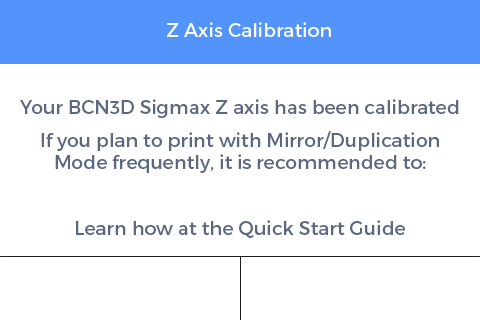 Z Axis Calibration
Your BCN3D Sigmax Z axis has been calibrated
If you plan to print with Mirror/Duplication
Mode frequently, it is recommended to:
Learn how at the Quick Start Guide